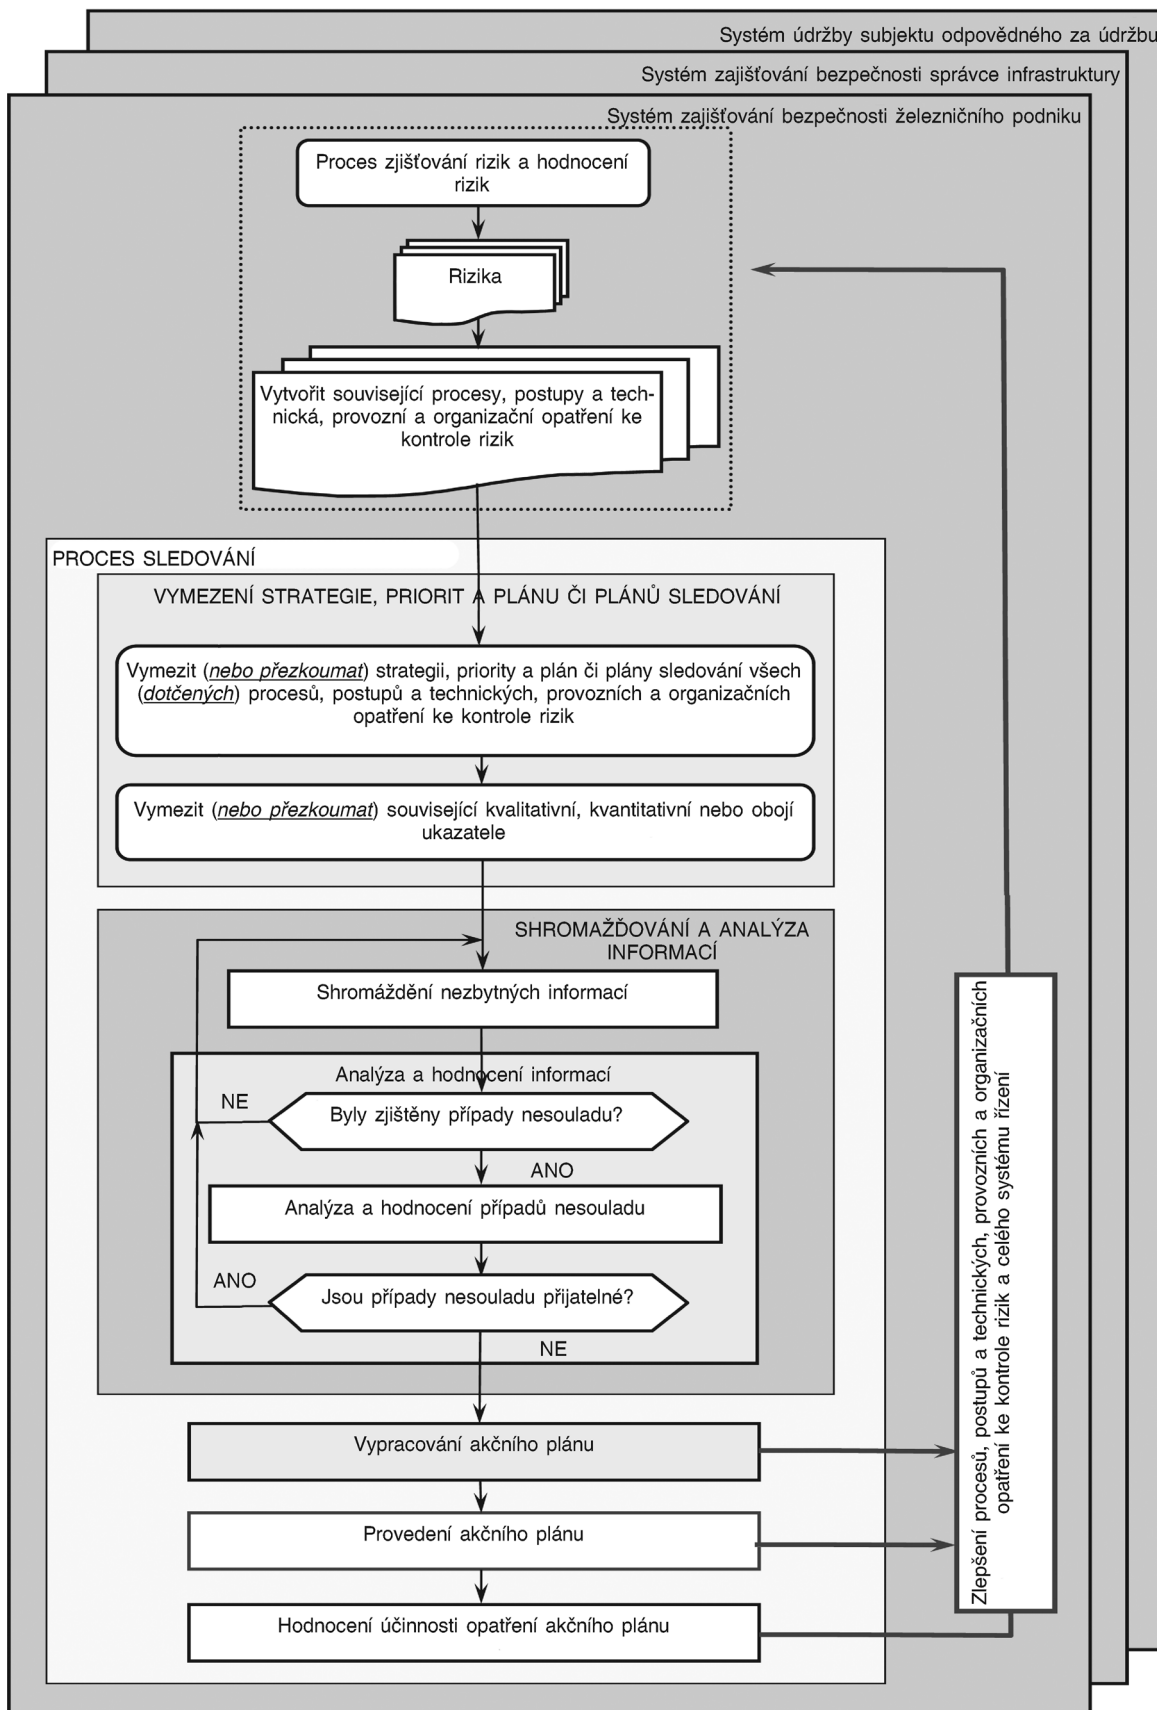 Systém údržby subjektu odpovědného za údržbu
Systém zajišťování bezpečnosti správce infrastruktury
Systém zajišťování bezpečnosti železničního podniku
Proces zjišťování rizik a hodnocení
rizik
Rizika
Vytvořit související procesy, postupy a tech-
nická, provozní a organizační opatření ke
kontrole rizik
PROCES SLEDOVÁNÍ
VYMEZENÍ STRATEGIE, PRIORIT A PLÁNU ČI PLÁNŮ SLEDOVÁNÍ
Vymezit (nebo přezkoumat) strategii, priority a plán či plány sledování všech
(dotčených) procesů, postupů a technických, provozních a organizačních
opatření ke kontrole rizik
Vymezit (nebo přezkoumat) související kvalitativní, kvantitativní nebo obojí
ukazatele
SHROMAŽĎOVÁNÍ A ANALÝZA
INFORMACÍ
Shromáždění nezbytných informací
Analýza a hodnocení informací
NE
Byly zjištěny případy nesouladu?
ANO
Analýza a hodnocení případů nesouladu
ANO
Jsou případy nesouladu přijatelné?
NE
Vypracování akčního plánu
Provedení akčního plánu
Hodnocení účinnosti opatření akčního plánu
Zlepšení procesů, postupů a technických, provozních a organizačních
opatření ke kontrole rizik a celého systému řízení